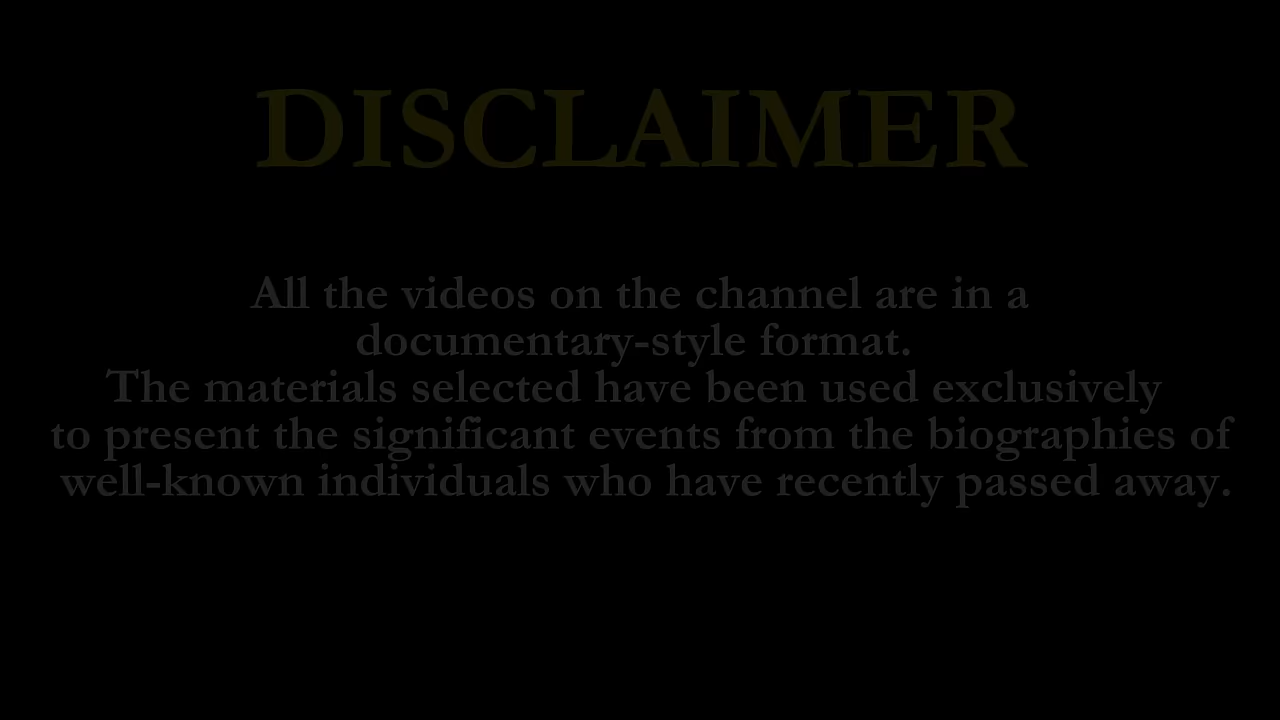 DISCLAIMER
All the videos on the channel are in a
documentary-style format.
The materials selected have been used exclusively
to present the significant events from the biographies of
well-known individuals who have recently passed away.